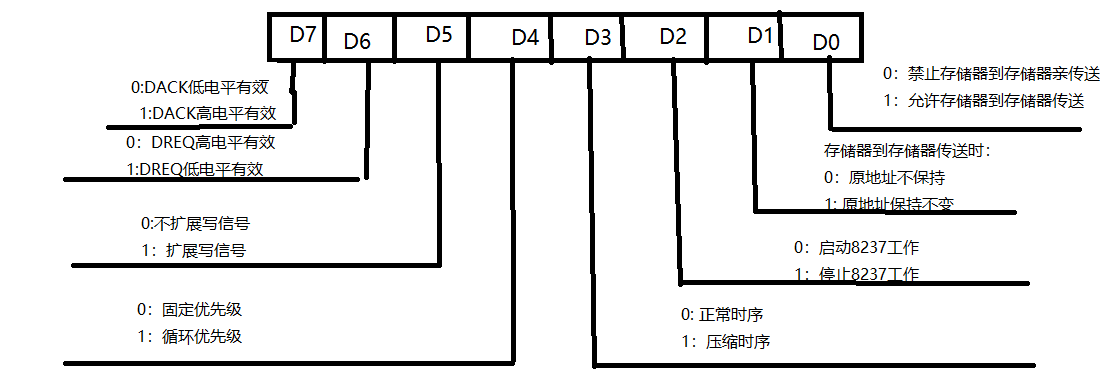 D7 D6 D5 D4 D3 D2 D1 D0
0:DACK低电平有效
1:DACK高电平有效
0：DREQ高电平有效
1:DREQ低电平有效
0:不扩展写信号
1：扩展写信号
0：固定优先级
1：循环优先级
0：禁止存储器到存储器亲传送
1：允许存储器到存储器传送
存储器到存储器传送时：
0：原地址不保持
1: 原地址保持不变
0：启动8237工作
1：停止8237工作
0: 正常时序
1：压缩时序